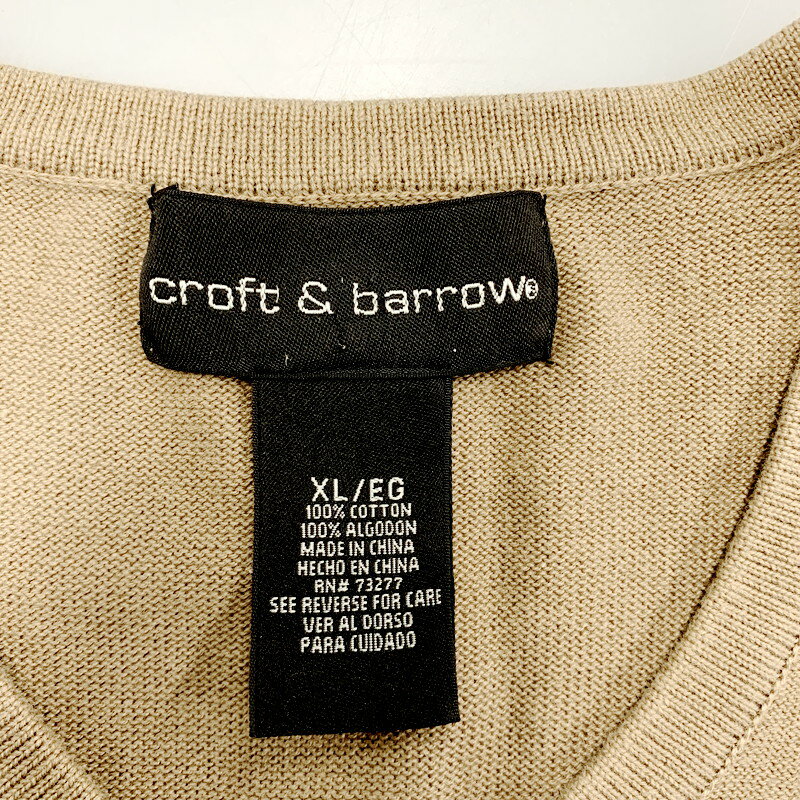 croft & barrow®
XL/EG
100% COTTON
100% ALGODON
MADE IN CHINA
HECHO EN CHINA
RN# 73277
SEE REVERSE FOR CARE
VER AL DORSO
PARA CUIDADO